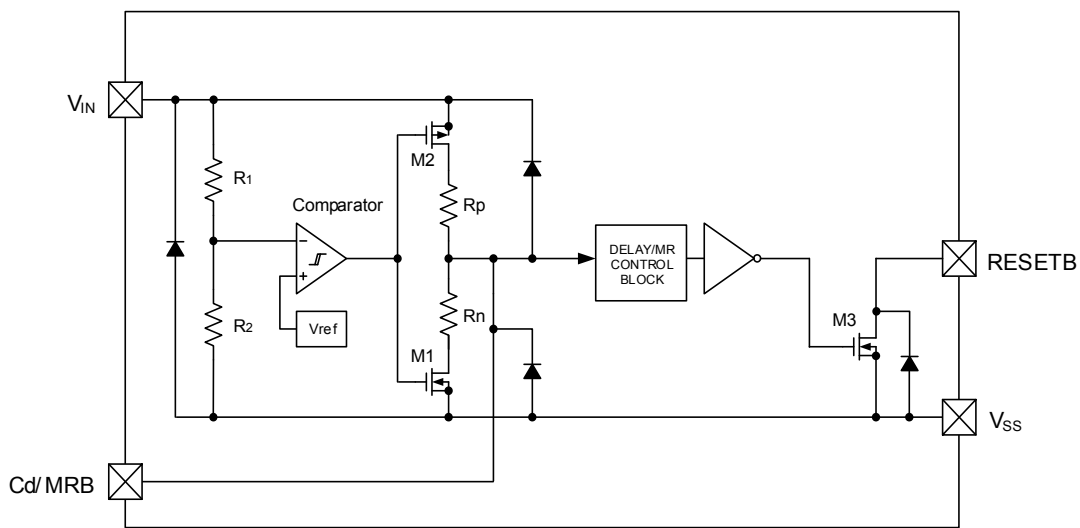 VIN
M2
R1
Comparator
Rp
−
+
DELAY/MR
CONTROL
BLOCK
RESETB
R2
Vref
Rn
M3
M1
VSS
Cd/MRB